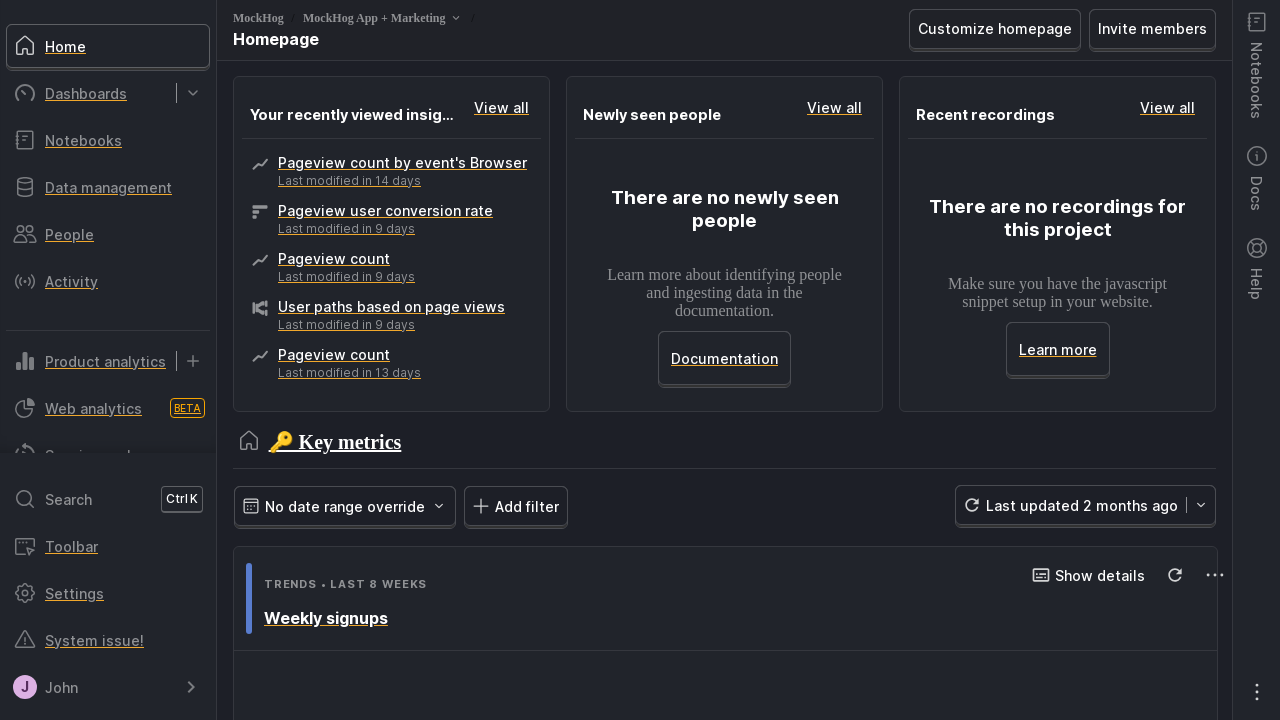 Home
Dashboards
Notebooks
Data management
People
Activity
Product analytics
Web analytics
BETA
Search
Ctrl K
Toolbar
Settings
System issue!
J
John
MockHog / MockHog App + Marketing /
Homepage
Customize homepage
Invite members
Your recently viewed insig...
View all
Pageview count by event's Browser
Last modified in 14 days
Pageview user conversion rate
Last modified in 9 days
Pageview count
Last modified in 9 days
User paths based on page views
Last modified in 9 days
Pageview count
Last modified in 13 days
Newly seen people
View all
There are no newly seen
people
Learn more about identifying people
and ingesting data in the
documentation.
Documentation
Recent recordings
View all
There are no recordings for
this project
Make sure you have the javascript
snippet setup in your website.
Learn more
🔑 Key metrics
No date range override
Add filter
Last updated 2 months ago
TRENDS • LAST 8 WEEKS
Show details
Weekly signups
Notebooks
Docs
Help